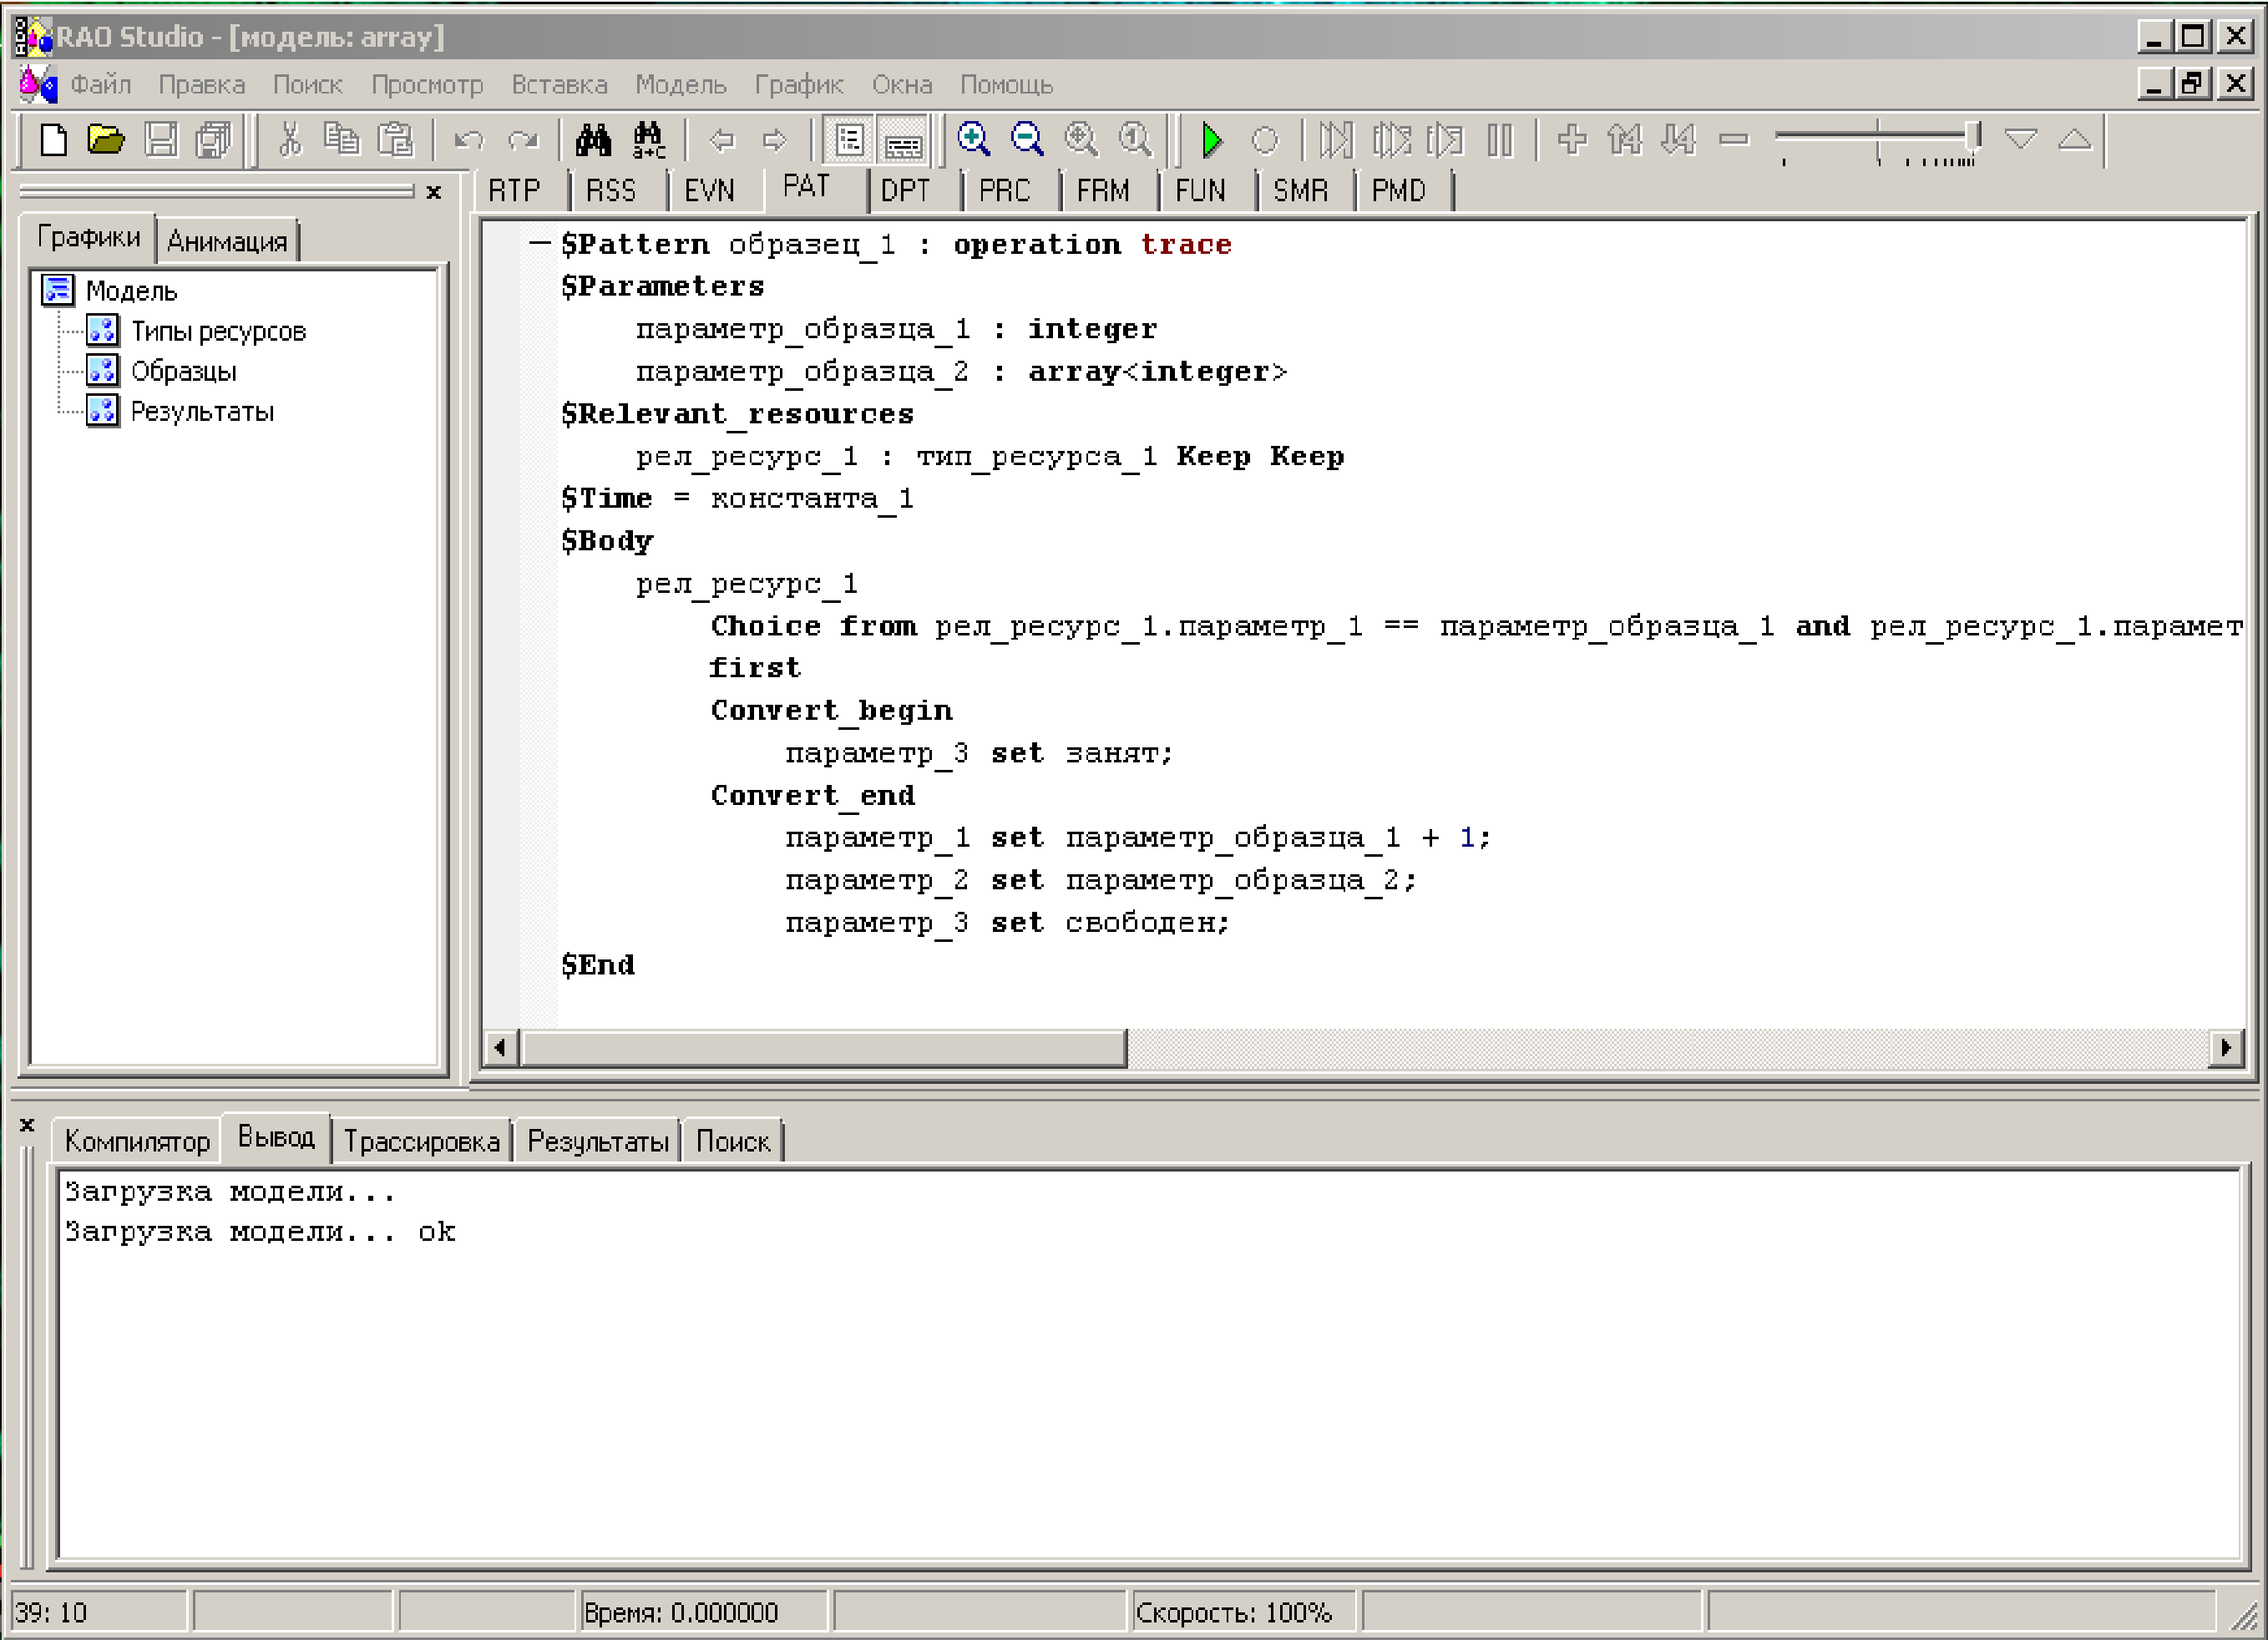 RAO Studio - [модель: array]
Файл Правка Поиск Просмотр Вставка Модель График Окна Помощь
RTP RSS EVN PAT DPT PRC FRM FUN SMR PMD
Графики Анимация
Модель
Типы ресурсов
Образцы
Результаты
$Pattern образец_1 : operation trace
$Parameters
параметр_образца_1 : integer
параметр_образца_2 : array<integer>
$Relevant_resources
рел_ресурс_1 : тип_ресурса_1 Keep Keep
$Time = константа_1
$Body
рел_ресурс_1
Choice from рел_ресурс_1.параметр_1 == параметр_образца_1 and рел_ресурс_1.парамет
first
Convert_begin
параметр_3 set занят;
Convert_end
параметр_1 set параметр_образца_1 + 1;
параметр_2 set параметр_образца_2;
параметр_3 set свободен;
$End
Компилятор Вывод Трассировка Результаты Поиск
Загрузка модели...
Загрузка модели... ok
39: 10 Время: 0.000000 Скорость: 100%